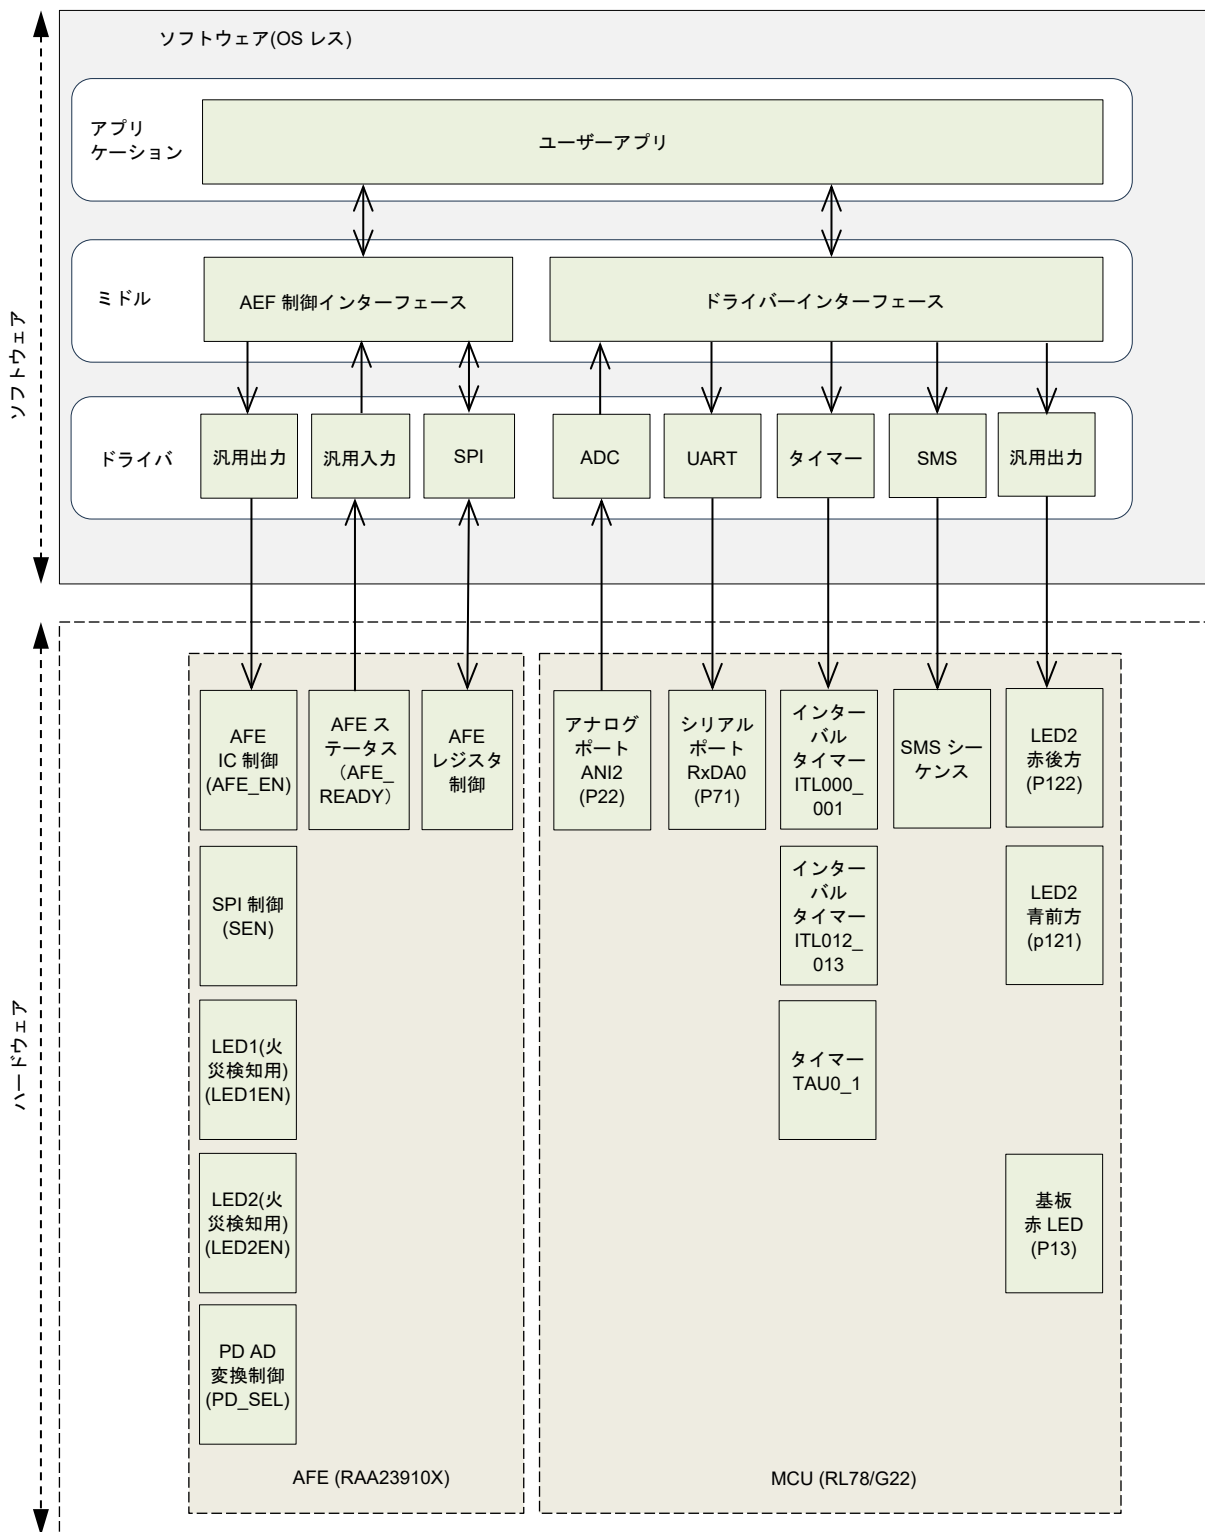 ソフトウェア(OS レス)
アプリ
ケーション
ユーザーアプリ
ミドル
AEF 制御インターフェース
ドライバーインターフェース
ソフトウェア
ドライバ
汎用出力
汎用入力
SPI
ADC
UART
タイマー
SMS
汎用出力
ハードウェア
AFE
IC 制御
(AFE_EN)
AFE ス
テータス
（AFE_
READY）
AFE
レジスタ
制御
アナログ
ポート
ANI2
(P22)
シリアル
ポート
RxDA0
(P71)
インター
バル
タイマー
ITL000_
001
SMS シー
ケンス
LED2
赤後方
(P122)
SPI 制御
(SEN)
インター
バル
タイマー
ITL012_
013
LED2
青前方
(p121)
LED1(火
災検知用)
(LED1EN)
タイマー
TAU0_1
LED2(火
災検知用)
(LED2EN)
基板
赤 LED
(P13)
PD AD
変換制御
(PD_SEL)
AFE (RAA23910X)
MCU (RL78/G22)